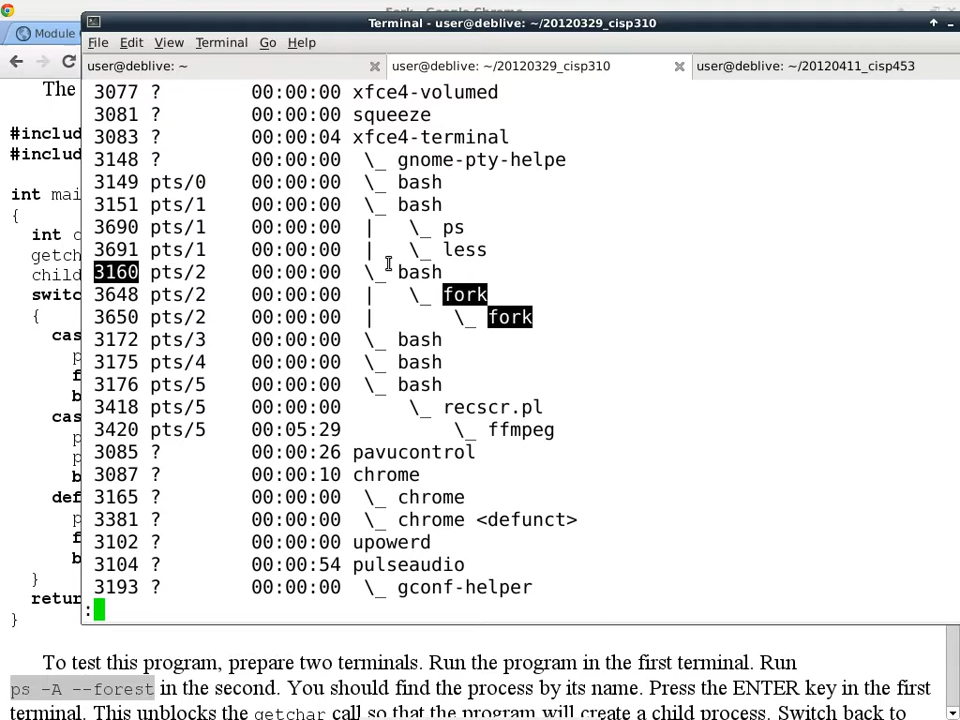 Fork - Google Chrome
Terminal - user@deblive: ~/20120329_cisp310
Module
File Edit View Terminal Go Help
user@deblive: ~ user@deblive: ~/20120329_cisp310 user@deblive: ~/20120411_cisp453
The
#includ
#includ
int mai
{
int c
getch
child
switc
{
cas
p
f
b
cas
p
p
b
def
p
f
b
}
retur
}
3077 ? 00:00:00 xfce4-volumed
3081 ? 00:00:00 squeeze
3083 ? 00:00:04 xfce4-terminal
3148 ? 00:00:00 \_ gnome-pty-helpe
3149 pts/0 00:00:00 \_ bash
3151 pts/1 00:00:00 \_ bash
3690 pts/1 00:00:00 | \_ ps
3691 pts/1 00:00:00 | \_ less
3160 pts/2 00:00:00 \_ bash
3648 pts/2 00:00:00 | \_ fork
3650 pts/2 00:00:00 | \_ fork
3172 pts/3 00:00:00 \_ bash
3175 pts/4 00:00:00 \_ bash
3176 pts/5 00:00:00 \_ bash
3418 pts/5 00:00:00 \_ recscr.pl
3420 pts/5 00:05:29 \_ ffmpeg
3085 ? 00:00:26 pavucontrol
3087 ? 00:00:10 chrome
3165 ? 00:00:00 \_ chrome
3381 ? 00:00:00 \_ chrome <defunct>
3102 ? 00:00:00 upowerd
3104 ? 00:00:54 pulseaudio
3193 ? 00:00:00 \_ gconf-helper
:
To test this program, prepare two terminals. Run the program in the first terminal. Run
ps -A --forest in the second. You should find the process by its name. Press the ENTER key in the first
terminal. This unblocks the getchar call so that the program will create a child process. Switch back to